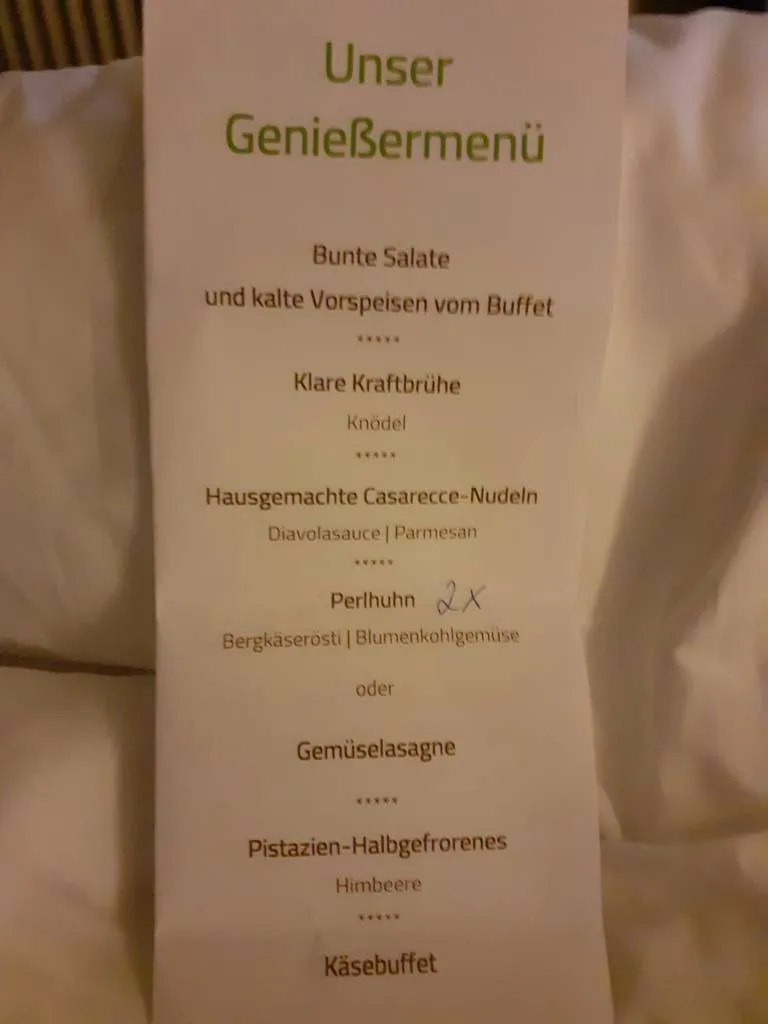 Unser
Genießermenü
Bunte Salate
und kalte Vorspeisen vom Buffet
*****
Klare Kraftbrühe
Knödel
*****
Hausgemachte Casarecce-Nudeln
Diavolasauce | Parmesan
*****
Perlhuhn 2x
Bergkäserösti | Blumenkohlgemüse
oder
Gemüselasagne
*****
Pistazien-Halbgefrorenes
Himbeere
*****
Käsebuffet